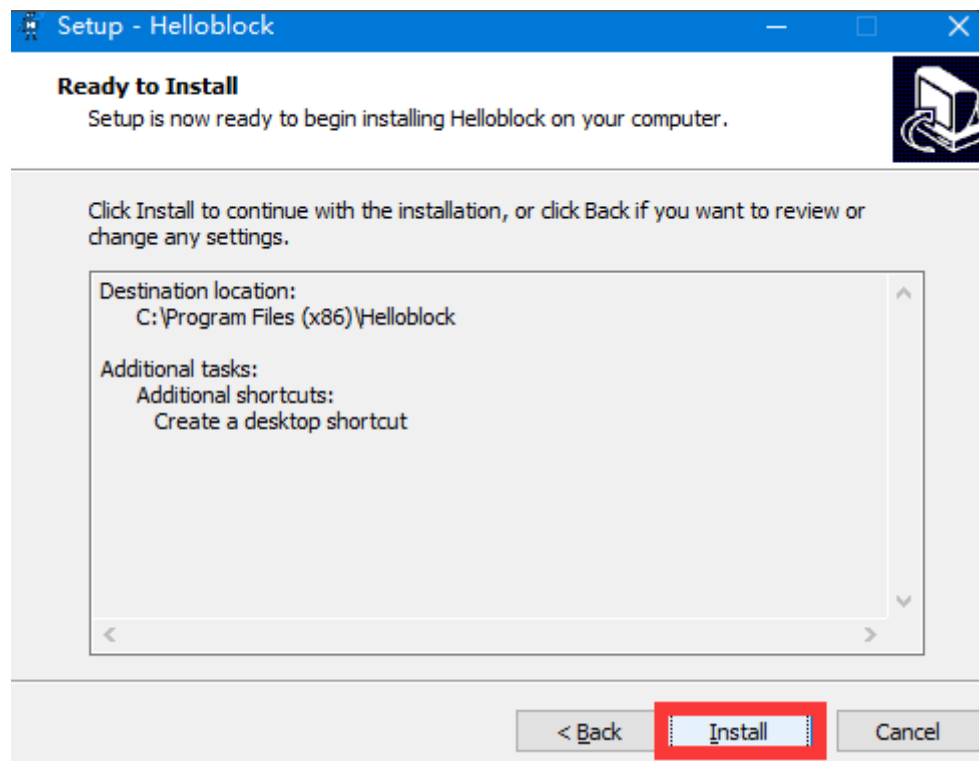 Setup - Helloblock
Ready to Install
Setup is now ready to begin installing Helloblock on your computer.
Click Install to continue with the installation, or click Back if you want to review or
change any settings.
Destination location:
C:\Program Files (x86)\Helloblock
Additional tasks:
Additional shortcuts:
Create a desktop shortcut
< Back
Install
Cancel